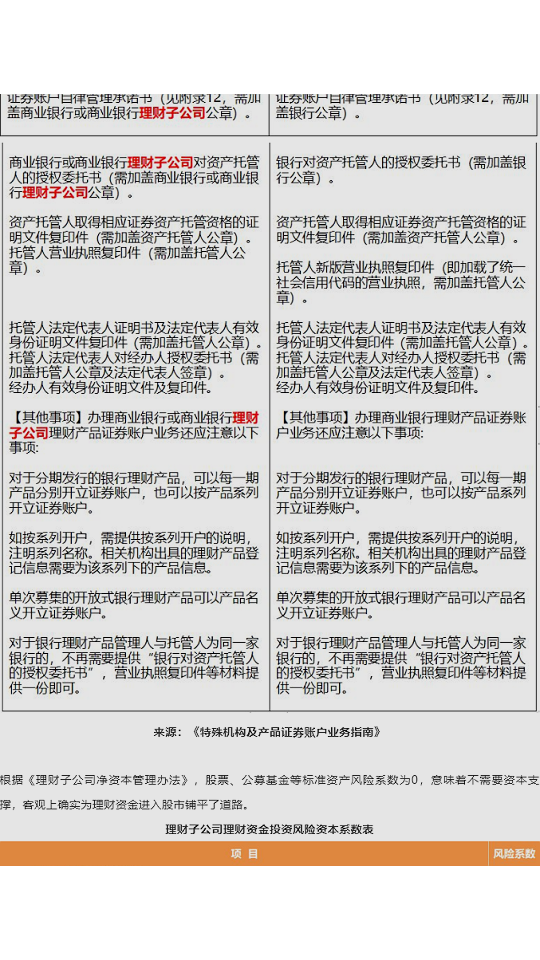 证券账户自律管理承诺书（见附录12，需加
盖商业银行或商业银行理财子公司公章）。
证券账户自律管理承诺书（见附录12，需加
盖银行公章）。
商业银行或商业银行理财子公司对资产托管
人的授权委托书（需加盖商业银行或商业银
行理财子公司公章）。
资产托管人取得相应证券资产托管资格的证
明文件复印件（需加盖资产托管人公章）。
托管人营业执照复印件（需加盖托管人公
章）。
托管人法定代表人证明书及法定代表人有效
身份证明文件复印件（需加盖托管人公章）。
托管人法定代表人对经办人授权委托书（需
加盖托管人公章及法定代表人签章）。
经办人有效身份证明文件及复印件。
【其他事项】办理商业银行或商业银行理财
子公司理财产品证券账户业务还应注意以下
事项:
对于分期发行的银行理财产品，可以每一期
产品分别开立证券账户，也可以按产品系列
开立证券账户。
如按系列开户，需提供按系列开户的说明，
注明系列名称。相关机构出具的理财产品登
记信息需要为该系列下的产品信息。
单次募集的开放式银行理财产品可以产品名
义开立证券账户。
对于银行理财产品管理人与托管人为同一家
银行的，不再需要提供“银行对资产托管人
的授权委托书”，营业执照复印件等材料提
供一份即可。
银行对资产托管人的授权委托书（需加盖银
行公章）。
资产托管人取得相应证券资产托管资格的证
明文件复印件（需加盖资产托管人公章）。
托管人新版营业执照复印件（即加载了统一
社会信用代码的营业执照，需加盖托管人公
章）。
托管人法定代表人证明书及法定代表人有效
身份证明文件复印件（需加盖托管人公章）。
托管人法定代表人对经办人授权委托书（需
加盖托管人公章及法定代表人签章）。
经办人有效身份证明文件及复印件。
【其他事项】办理商业银行理财产品证券账
户业务还应注意以下事项:
对于分期发行的银行理财产品，可以每一期
产品分别开立证券账户，也可以按产品系列
开立证券账户。
如按系列开户，需提供按系列开户的说明，
注明系列名称。相关机构出具的理财产品登
记信息需要为该系列下的产品信息。
单次募集的开放式银行理财产品可以产品名
义开立证券账户。
对于银行理财产品管理人与托管人为同一家
银行的，不再需要提供“银行对资产托管人
的授权委托书”，营业执照复印件等材料提
供一份即可。
来源：《特殊机构及产品证券账户业务指南》
根据《理财子公司净资本管理办法》，股票、公募基金等标准资产风险系数为0，意味着不需要资本支
撑，客观上确实为理财资金进入股市铺平了道路。
理财子公司理财资金投资风险资本系数表
项 目
风险系数